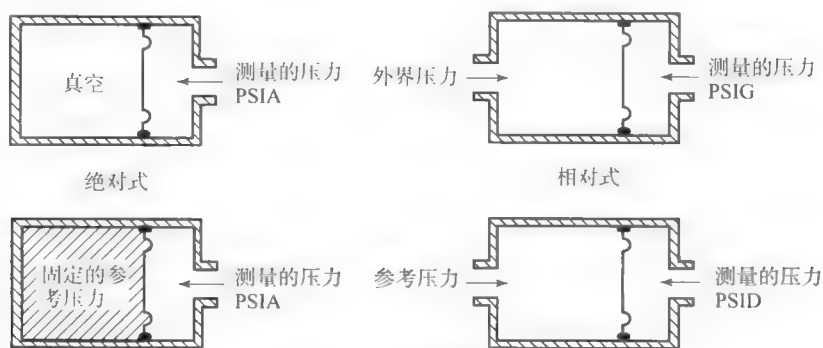 真空
测量的压力
PSIA
外界压力
测量的压力
PSIG
绝对式
相对式
固定的参
考压力
测量的压力
PSIA
参考压力
测量的压力
PSID